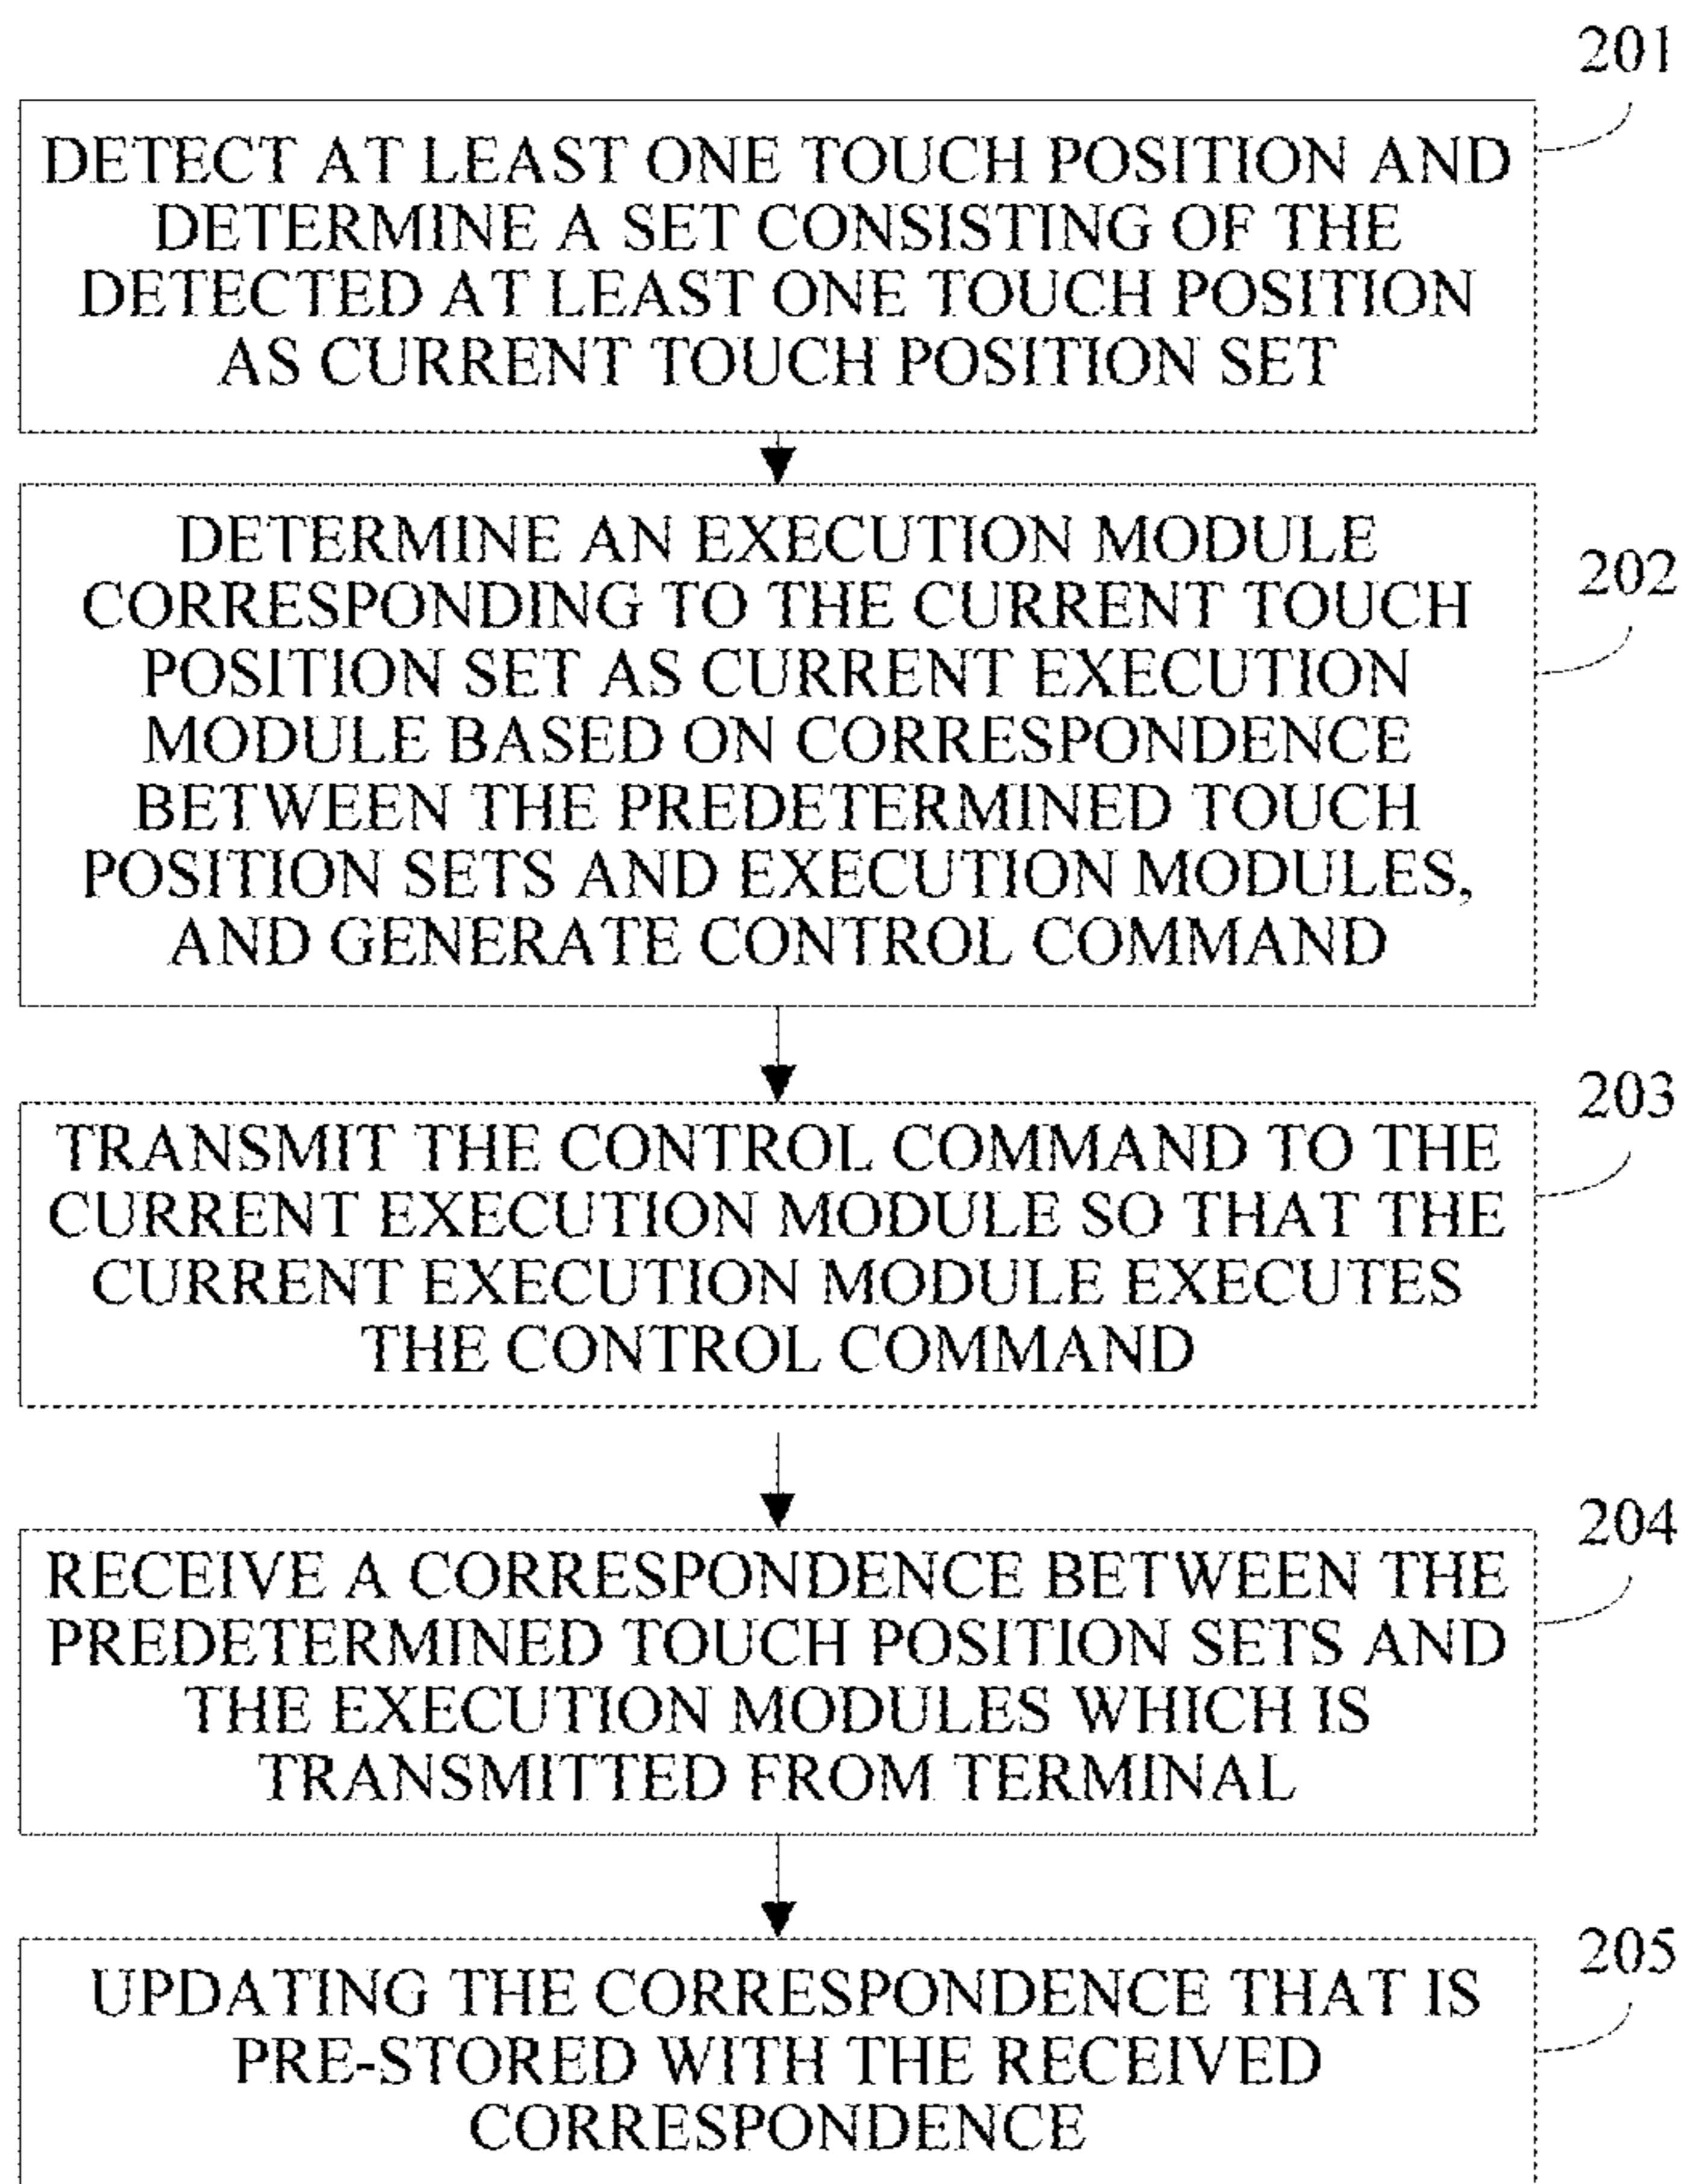 201
DETECT AT LEAST ONE TOUCH POSITION AND
DETERMINE A SET CONSISTING OF THE
DETECTED AT LEAST ONE TOUCH POSITION
AS CURRENT TOUCH POSITION SET
202
DETERMINE AN EXECUTION MODULE
CORRESPONDING TO THE CURRENT TOUCH
POSITION SET AS CURRENT EXECUTION
MODULE BASED ON CORRESPONDENCE
BETWEEN THE PREDETERMINED TOUCH
POSITION SETS AND EXECUTION MODULES,
AND GENERATE CONTROL COMMAND
203
TRANSMIT THE CONTROL COMMAND TO THE
CURRENT EXECUTION MODULE SO THAT THE
CURRENT EXECUTION MODULE EXECUTES
THE CONTROL COMMAND
204
RECEIVE A CORRESPONDENCE BETWEEN THE
PREDETERMINED TOUCH POSITION SETS AND
THE EXECUTION MODULES WHICH IS
TRANSMITTED FROM TERMINAL
205
UPDATING THE CORRESPONDENCE THAT IS
PRE-STORED WITH THE RECEIVED
CORRESPONDENCE